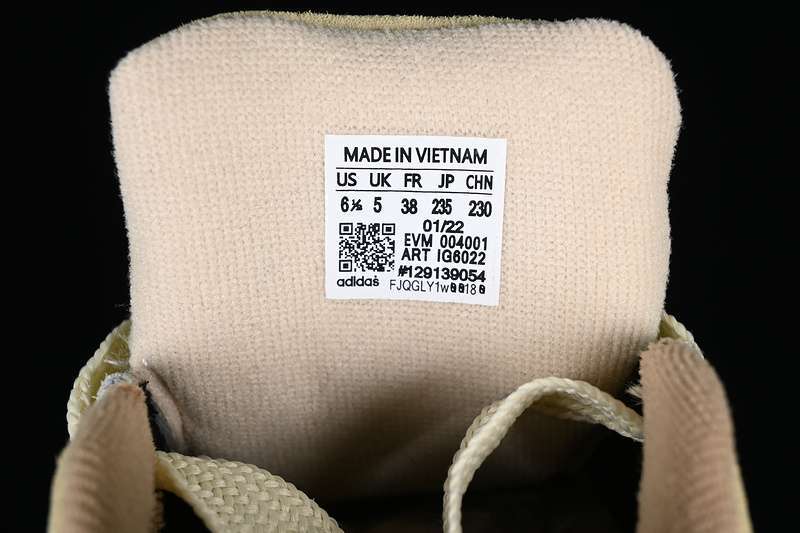 MADE IN VIETNAM
US UK FR JP CHN
6½ 5 38 235 230
01/22
EVM 004001
ART IG6022
#129139054
adidas